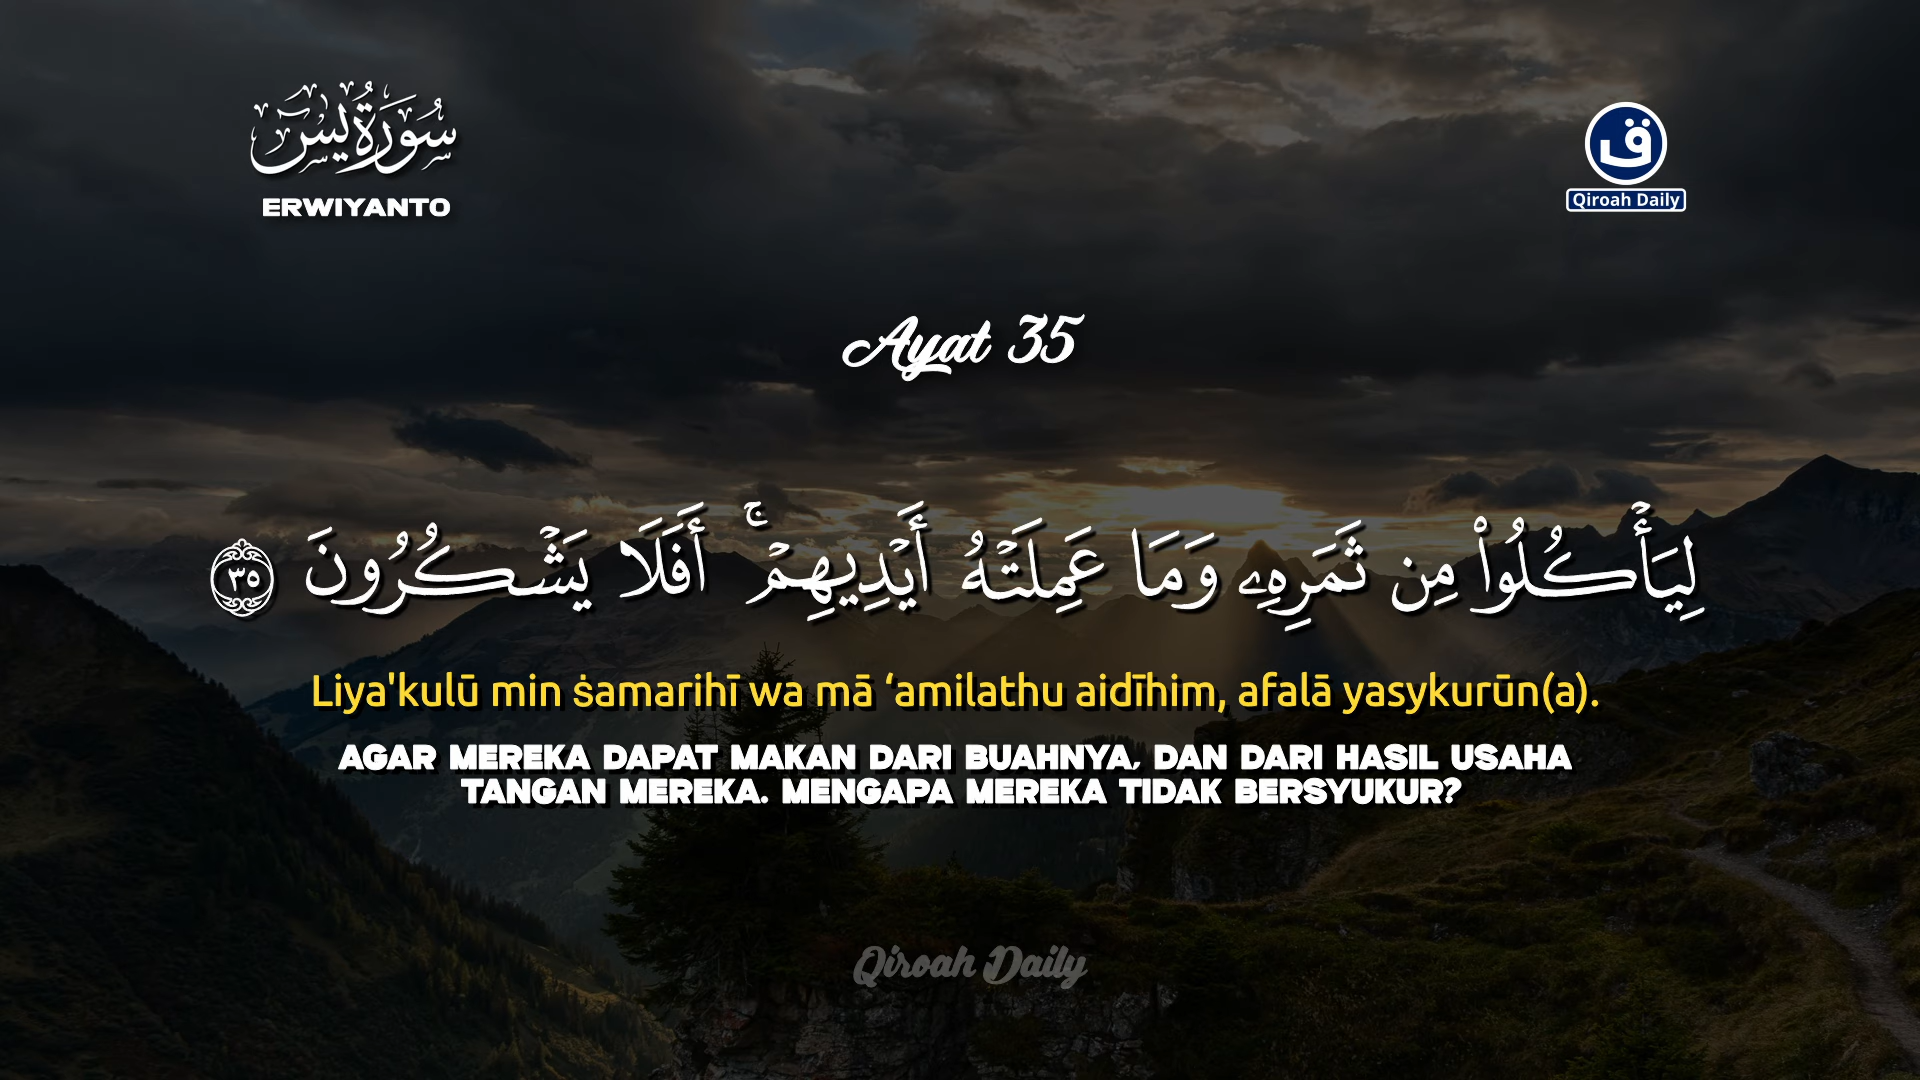 سُورَةُ يسٓ
ERWIYANTO
ق
Qiroah Daily
Ayat 35
لِيَأۡكُلُواْ مِن ثَمَرِهِۦ وَمَا عَمِلَتۡهُ أَيۡدِيهِمۡۚ أَفَلَا يَشۡكُرُونَ ٣٥
Liya'kulū min ṡamarihī wa mā ‘amilathu aidīhim, afalā yasykurūn(a).
AGAR MEREKA DAPAT MAKAN DARI BUAHNYA, DAN DARI HASIL USAHA
TANGAN MEREKA. MENGAPA MEREKA TIDAK BERSYUKUR?
Qiroah Daily